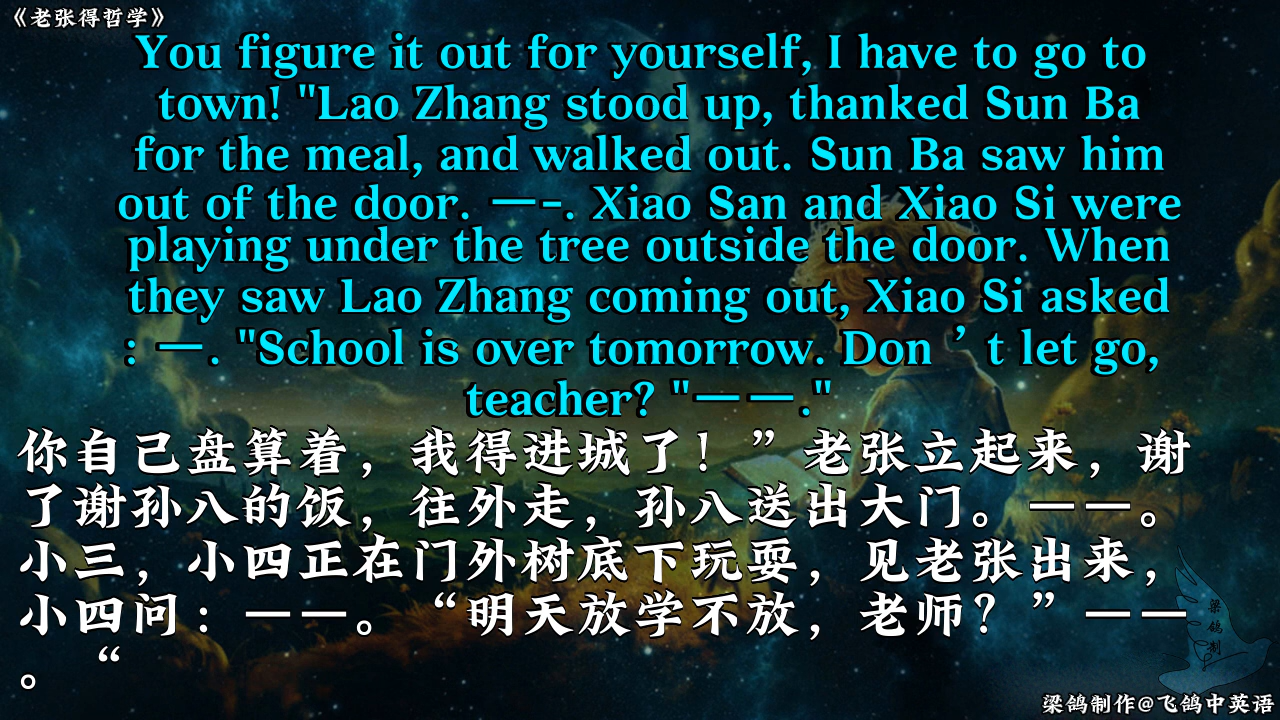 《老张得哲学》
You figure it out for yourself, I have to go to
town! "Lao Zhang stood up, thanked Sun Ba
for the meal, and walked out. Sun Ba saw him
out of the door. —-. Xiao San and Xiao Si were
playing under the tree outside the door. When
they saw Lao Zhang coming out, Xiao Si asked
: —. "School is over tomorrow. Don ’ t let go,
teacher? "——."
你自己盘算着，我得进城了！”老张立起来，谢
了谢孙八的饭，往外走，孙八送出大门。——。
小三，小四正在门外树底下玩耍，见老张出来，
小四问：——。“明天放学不放，老师？”——
。“
梁鸽制
梁鸽制作@飞鸽中英语